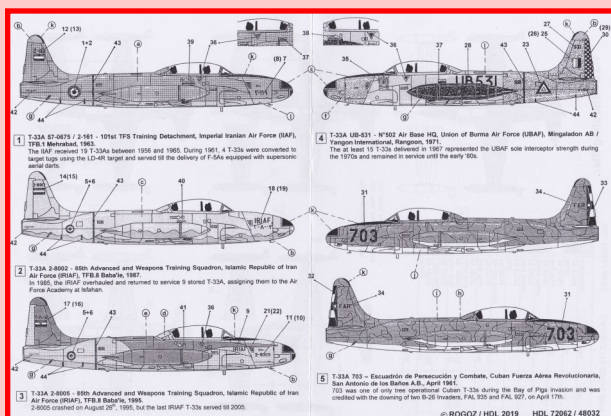 1 T-33A 57-0675 / 2-161 - 101st TFS Training Detachment, Imperial Iranian Air Force (IIAF),
TFB.1 Mehrabad, 1963.
The IIAF received 19 T-33As between 1956 and 1965. During 1961, 4 T-33s were converted to
target tugs using the LD-4R target and served till the delivery of F-5As equipped with supersonic
aerial darts.
2 T-33A 2-8002 - 85th Advanced and Weapons Training Squadron, Islamic Republic of Iran
Air Force (IRIAF), TFB.8 Baba'ie, 1987.
In 1985, the IRIAF overhauled and returned to service 9 stored T-33A, assigning them to the Air
Force Academy at Isfahan.
3 T-33A 2-8005 - 85th Advanced and Weapons Training Squadron, Islamic Republic of Iran
Air Force (IRIAF), TFB.8 Baba'ie, 1995.
2-8005 crashed on August 26th, 1995, but the last IRIAF T-33s served till 2005.
UB531
4 T-33A UB-531 - N°502 Air Base HQ, Union of Burma Air Force (UBAF), Mingaladon AB /
Yangon International, Rangoon, 1971.
The at least 15 T-33s delivered in 1967 represented the UBAF sole interceptor strength during
the 1970s and remained in service until the early '80s.
703
FAR
FAR
703
5 T-33A 703 – Escuadrón de Persecución y Combate, Cuban Fuerza Aérea Revolucionaria,
San Antonio de los Baños A.B., April 1961.
703 was one of only tree operational Cuban T-33s during the Bay of Pigs invasion and was
credited with the downing of two B-26 Invaders, FAL 935 and FAL 927, on April 17th.
© ROGOZ / HDL 2019 HDL 72062 / 48032